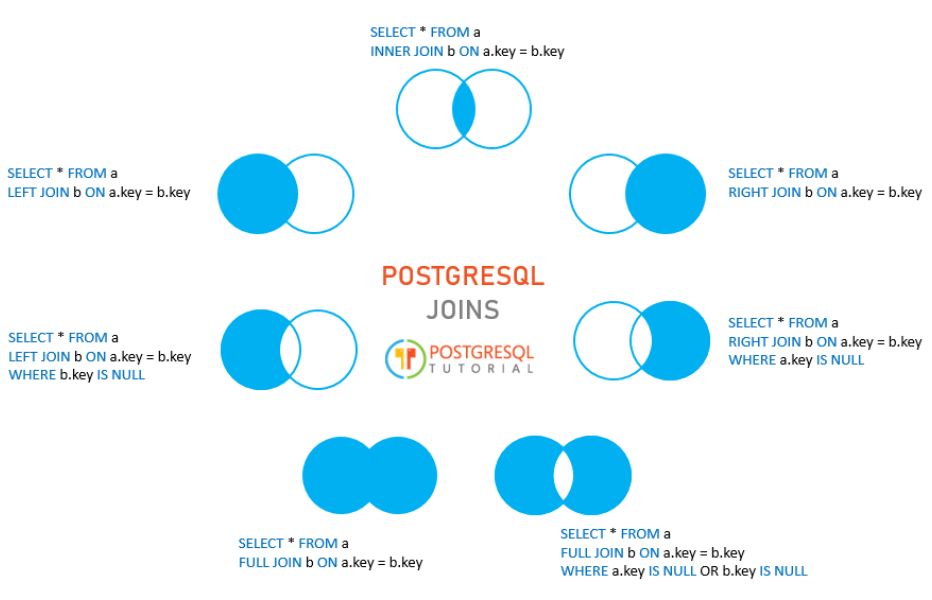 SELECT * FROM a
INNER JOIN b ON a.key = b.key
SELECT * FROM a
LEFT JOIN b ON a.key = b.key
SELECT * FROM a
RIGHT JOIN b ON a.key = b.key
POSTGRESQL
JOINS
POSTGRESQL
TUTORIAL
SELECT * FROM a
LEFT JOIN b ON a.key = b.key
WHERE b.key IS NULL
SELECT * FROM a
RIGHT JOIN b ON a.key = b.key
WHERE a.key IS NULL
SELECT * FROM a
FULL JOIN b ON a.key = b.key
SELECT * FROM a
FULL JOIN b ON a.key = b.key
WHERE a.key IS NULL OR b.key IS NULL